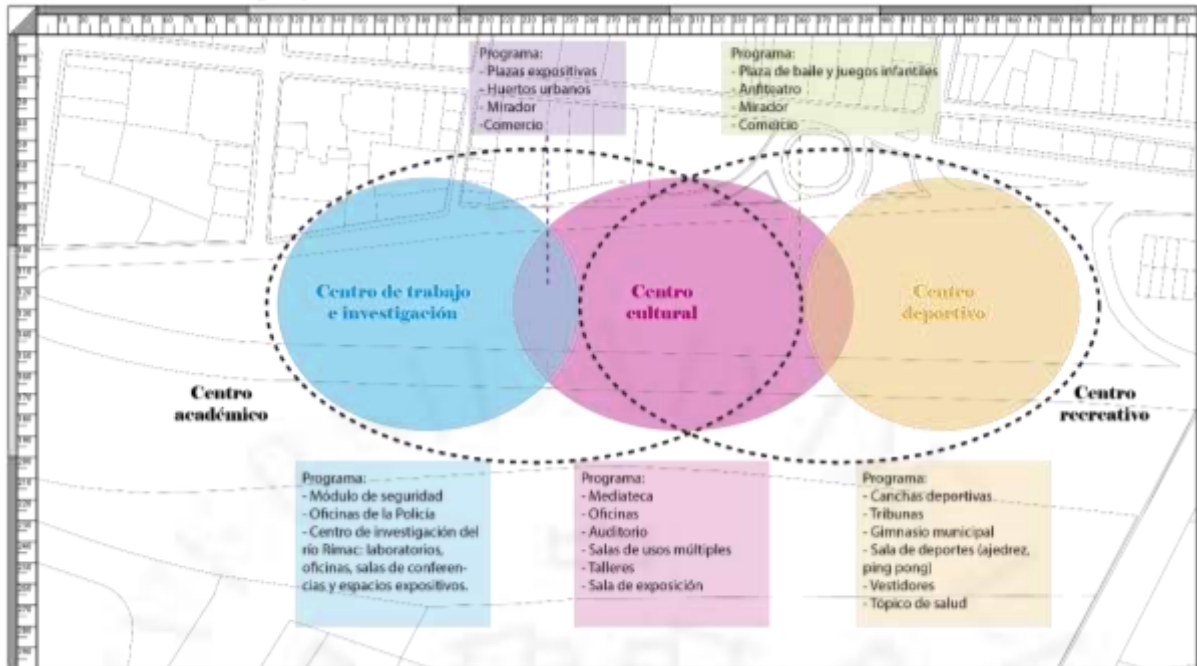 Programa:
- Plazas expositivas
- Huertos urbanos
- Mirador
-Comercio
Programa:
- Plaza de baile y juegos infantiles
- Anfiteatro
- Mirador
- Comercio
Centro de trabajo
e investigación
Centro
cultural
Centro
deportivo
Centro
académico
Centro
recreativo
Programa:
- Módulo de seguridad
- Oficinas de la Policía
- Centro de investigación del
río Rímac: laboratorios,
oficinas, salas de conferen-
cias y espacios expositivos.
Programa:
- Mediateca
- Oficinas
- Auditorio
- Salas de usos múltiples
- Talleres
- Sala de exposición
Programa:
- Canchas deportivas
- Tribunas
- Gimnasio municipal
- Sala de deportes (ajedrez,
ping pong)
- Vestidores
- Tópico de salud